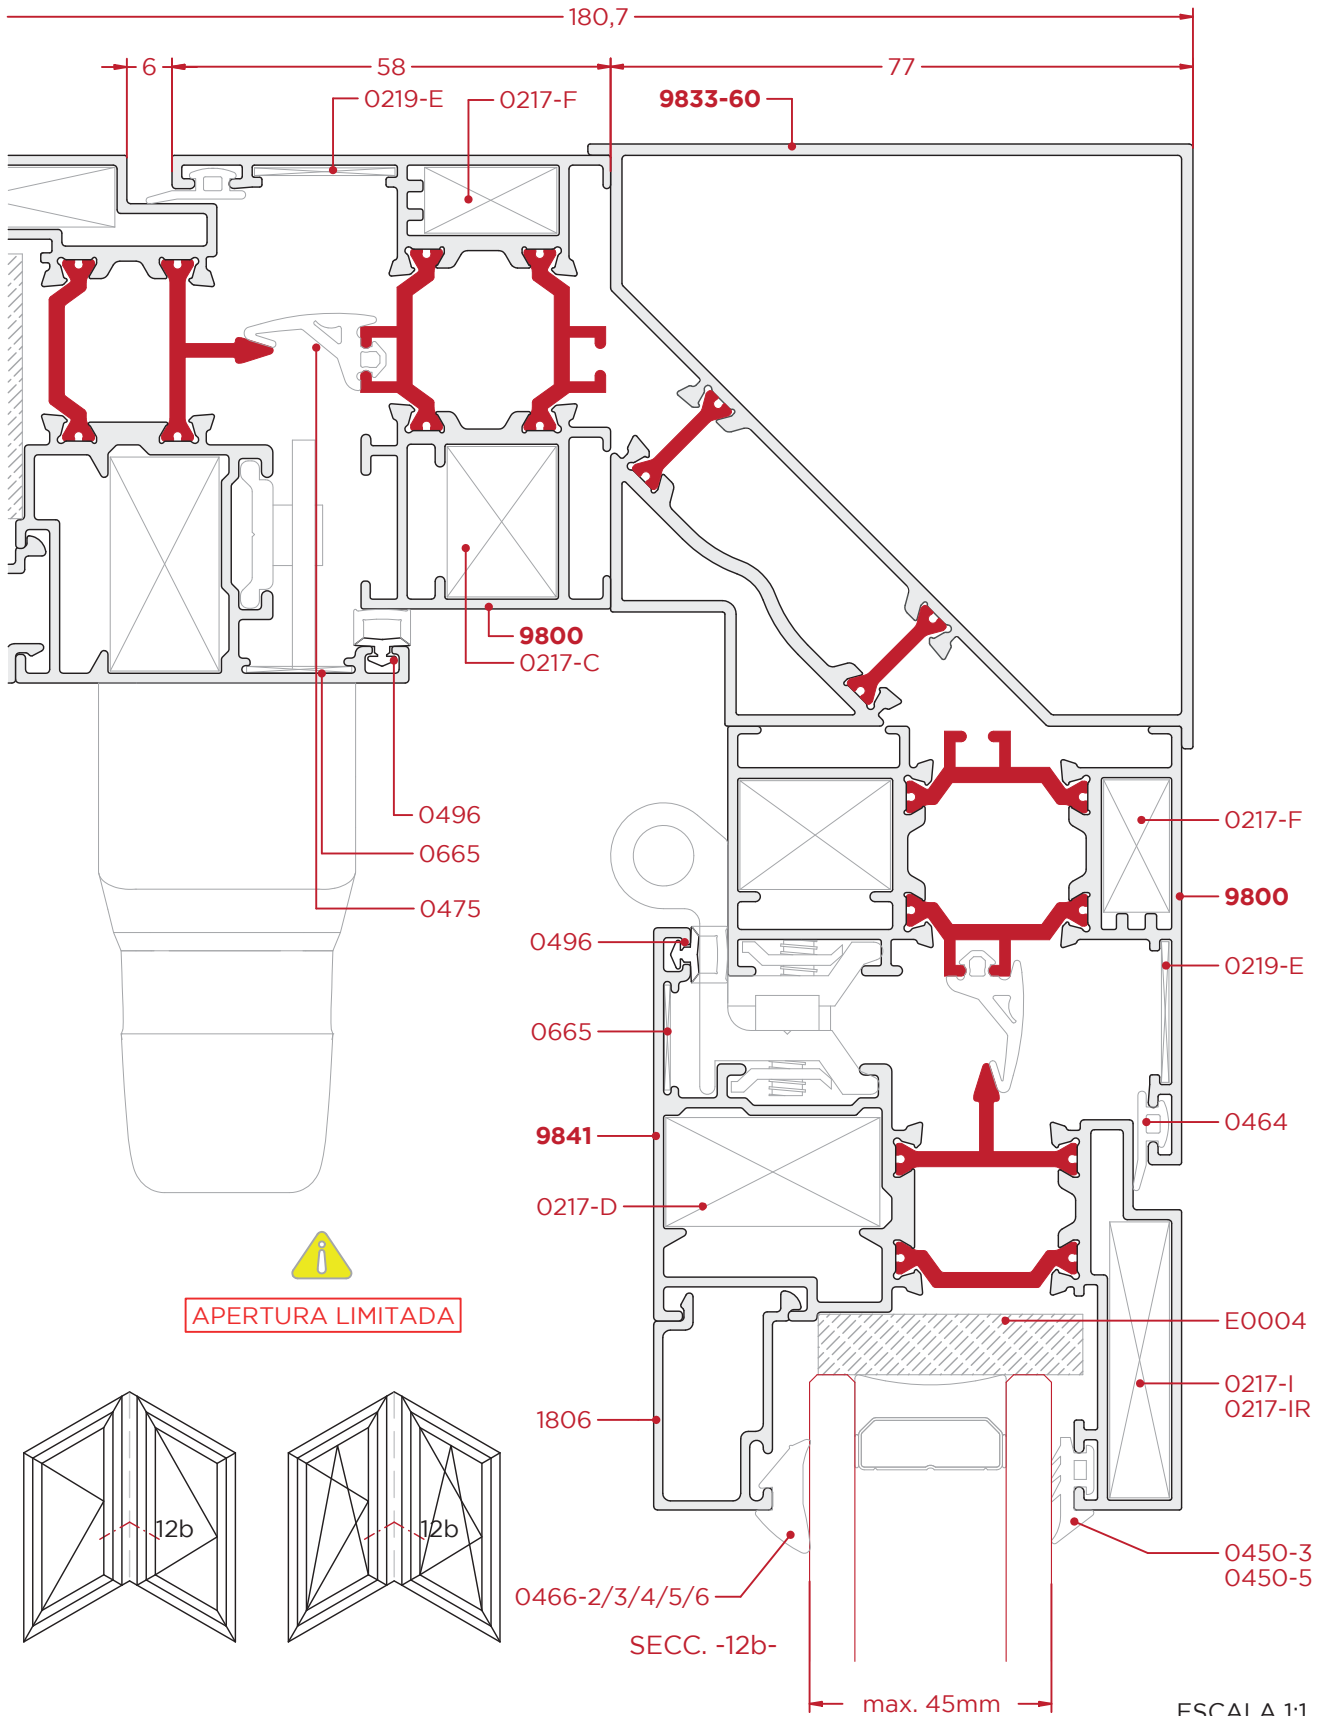 180,7
6
58
77
0219-E
0217-F
9833-60
9800
0217-C
0496
0665
0475
0217-F
9800
0496
0219-E
0665
0464
9841
0217-D
APERTURA LIMITADA
E0004
0217-I
0217-IR
1806
12b
12b
0450-3
0450-5
0466-2/3/4/5/6
SECC. -12b-
max. 45mm
ESCALA 1:1